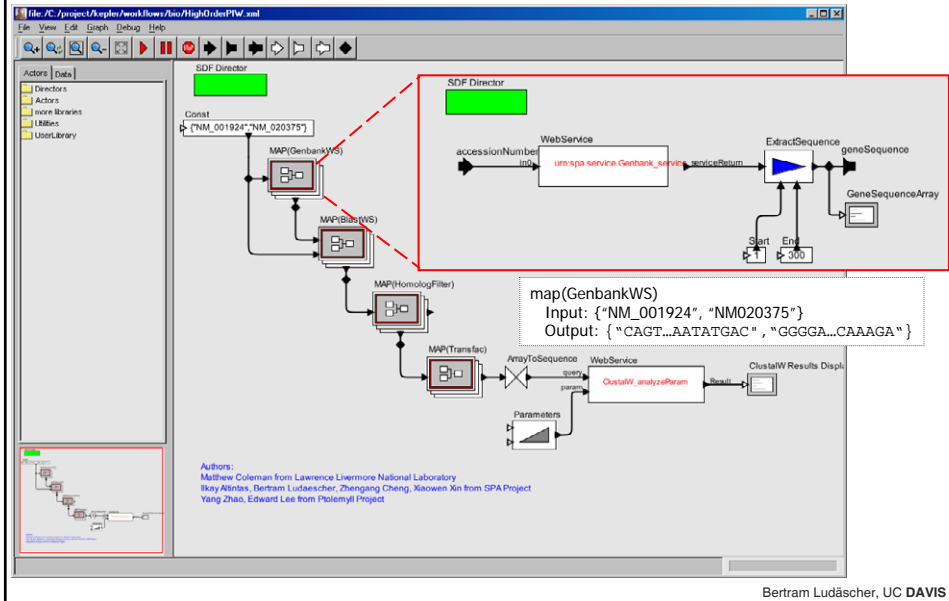 file:/C:/project/kepler/workflows/bio/HighOrderPIW.xml
File View Edit Graph Debug Help
Actors Data
Directors
Actors
more libraries
Utilities
UserLibrary
SDF Director
Const
{"NM_001924","NM_020375"}
MAP(GenbankWS)
MAP(BlastWS)
MAP(HomologFilter)
MAP(Transfac)
ArrayToSequence
WebService
query
param
ClustalW_analyzeParam
Result
ClustalW Results Displ
Parameters
SDF Director
accessionNumber
in0
WebService
urn:spa.service.Genbank_service
serviceReturn
ExtractSequence
geneSequence
GeneSequenceArray
Start
1
End
300
map(GenbankWS)
Input: {“NM_001924”, “NM020375”}
Output: {“CAGT…AATATGAC",“GGGGA…CAAAGA“}
Authors:
Matthew Coleman from Lawrence Livermore National Laboratory
Ilkay Altintas, Bertram Ludaescher, Zhengang Cheng, Xiaowen Xin from SPA Project
Yang Zhao, Edward Lee from PtolemyII Project
Bertram Ludäscher, UC DAVIS